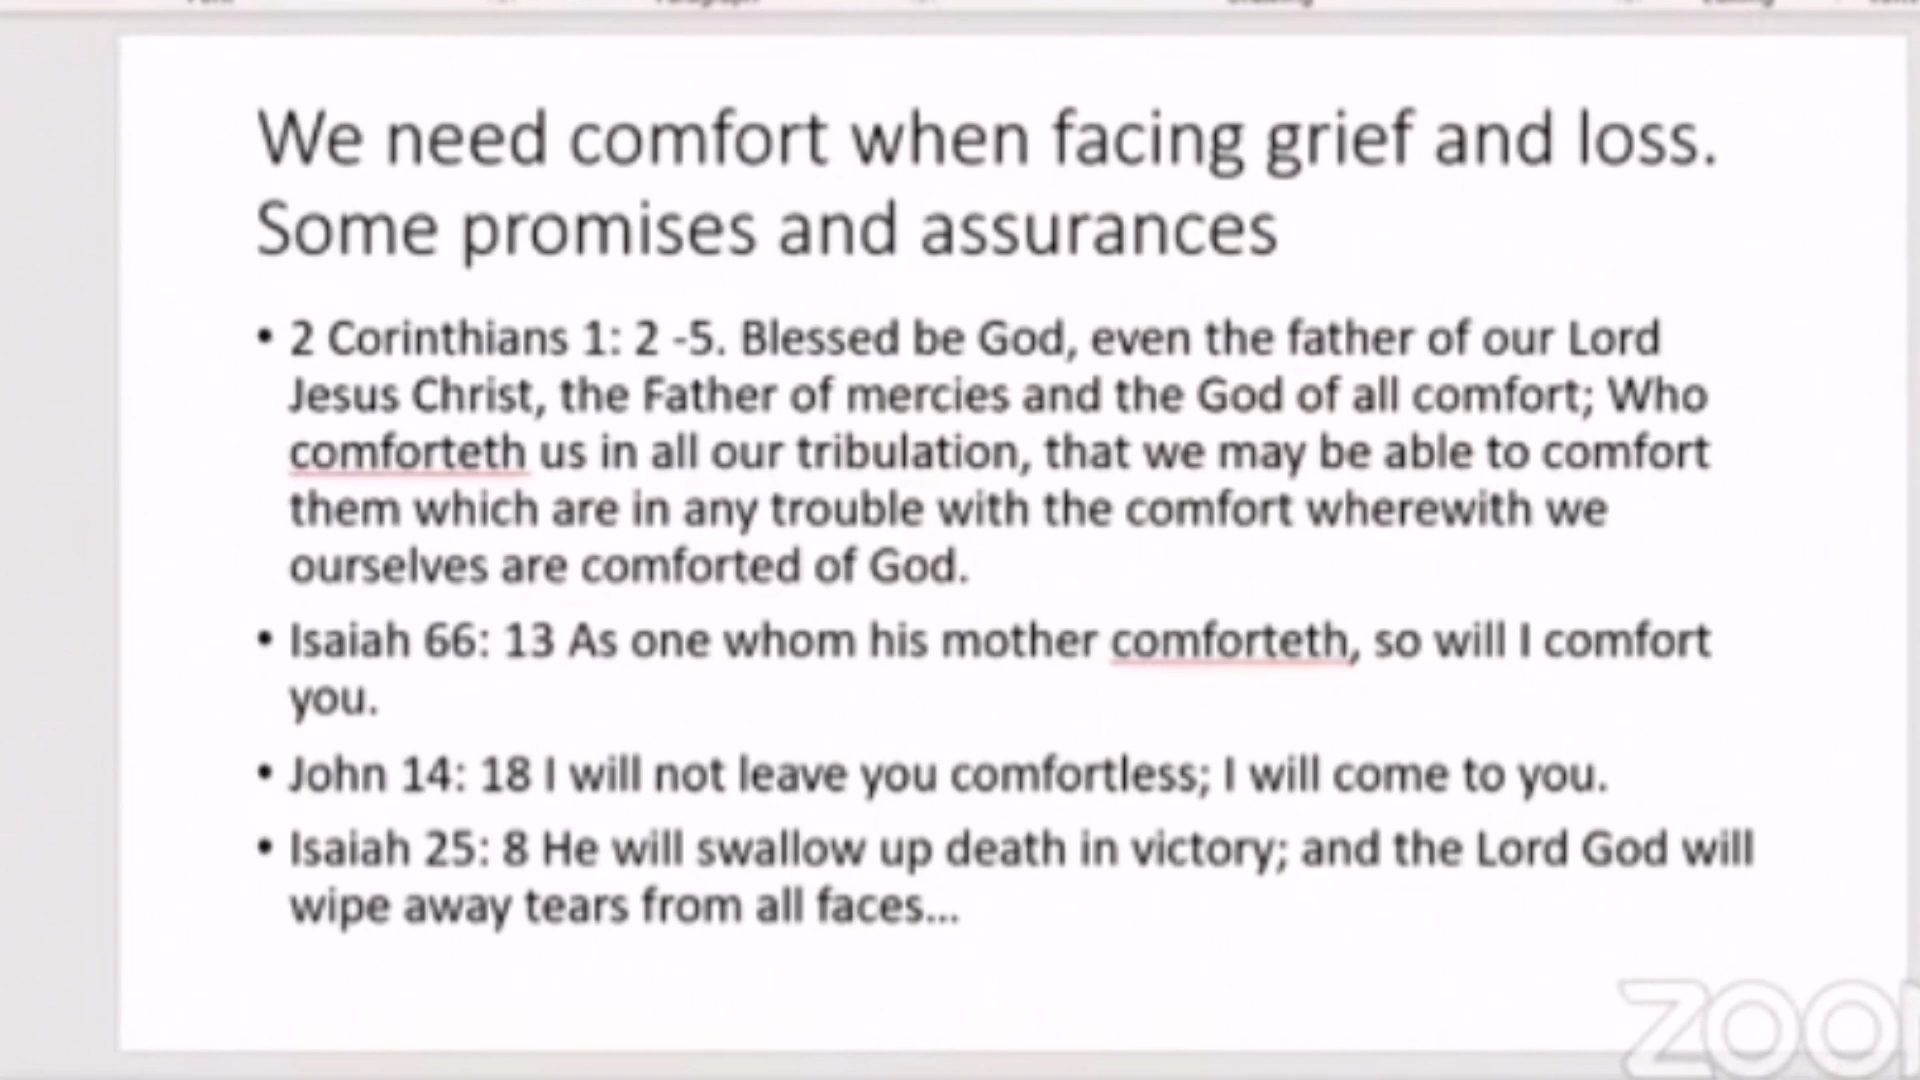 We need comfort when facing grief and loss.
Some promises and assurances
• 2 Corinthians 1: 2 -5. Blessed be God, even the father of our Lord
Jesus Christ, the Father of mercies and the God of all comfort; Who
comforteth us in all our tribulation, that we may be able to comfort
them which are in any trouble with the comfort wherewith we
ourselves are comforted of God.
• Isaiah 66: 13 As one whom his mother comforteth, so will I comfort
you.
• John 14: 18 I will not leave you comfortless; I will come to you.
• Isaiah 25: 8 He will swallow up death in victory; and the Lord God will
wipe away tears from all faces...